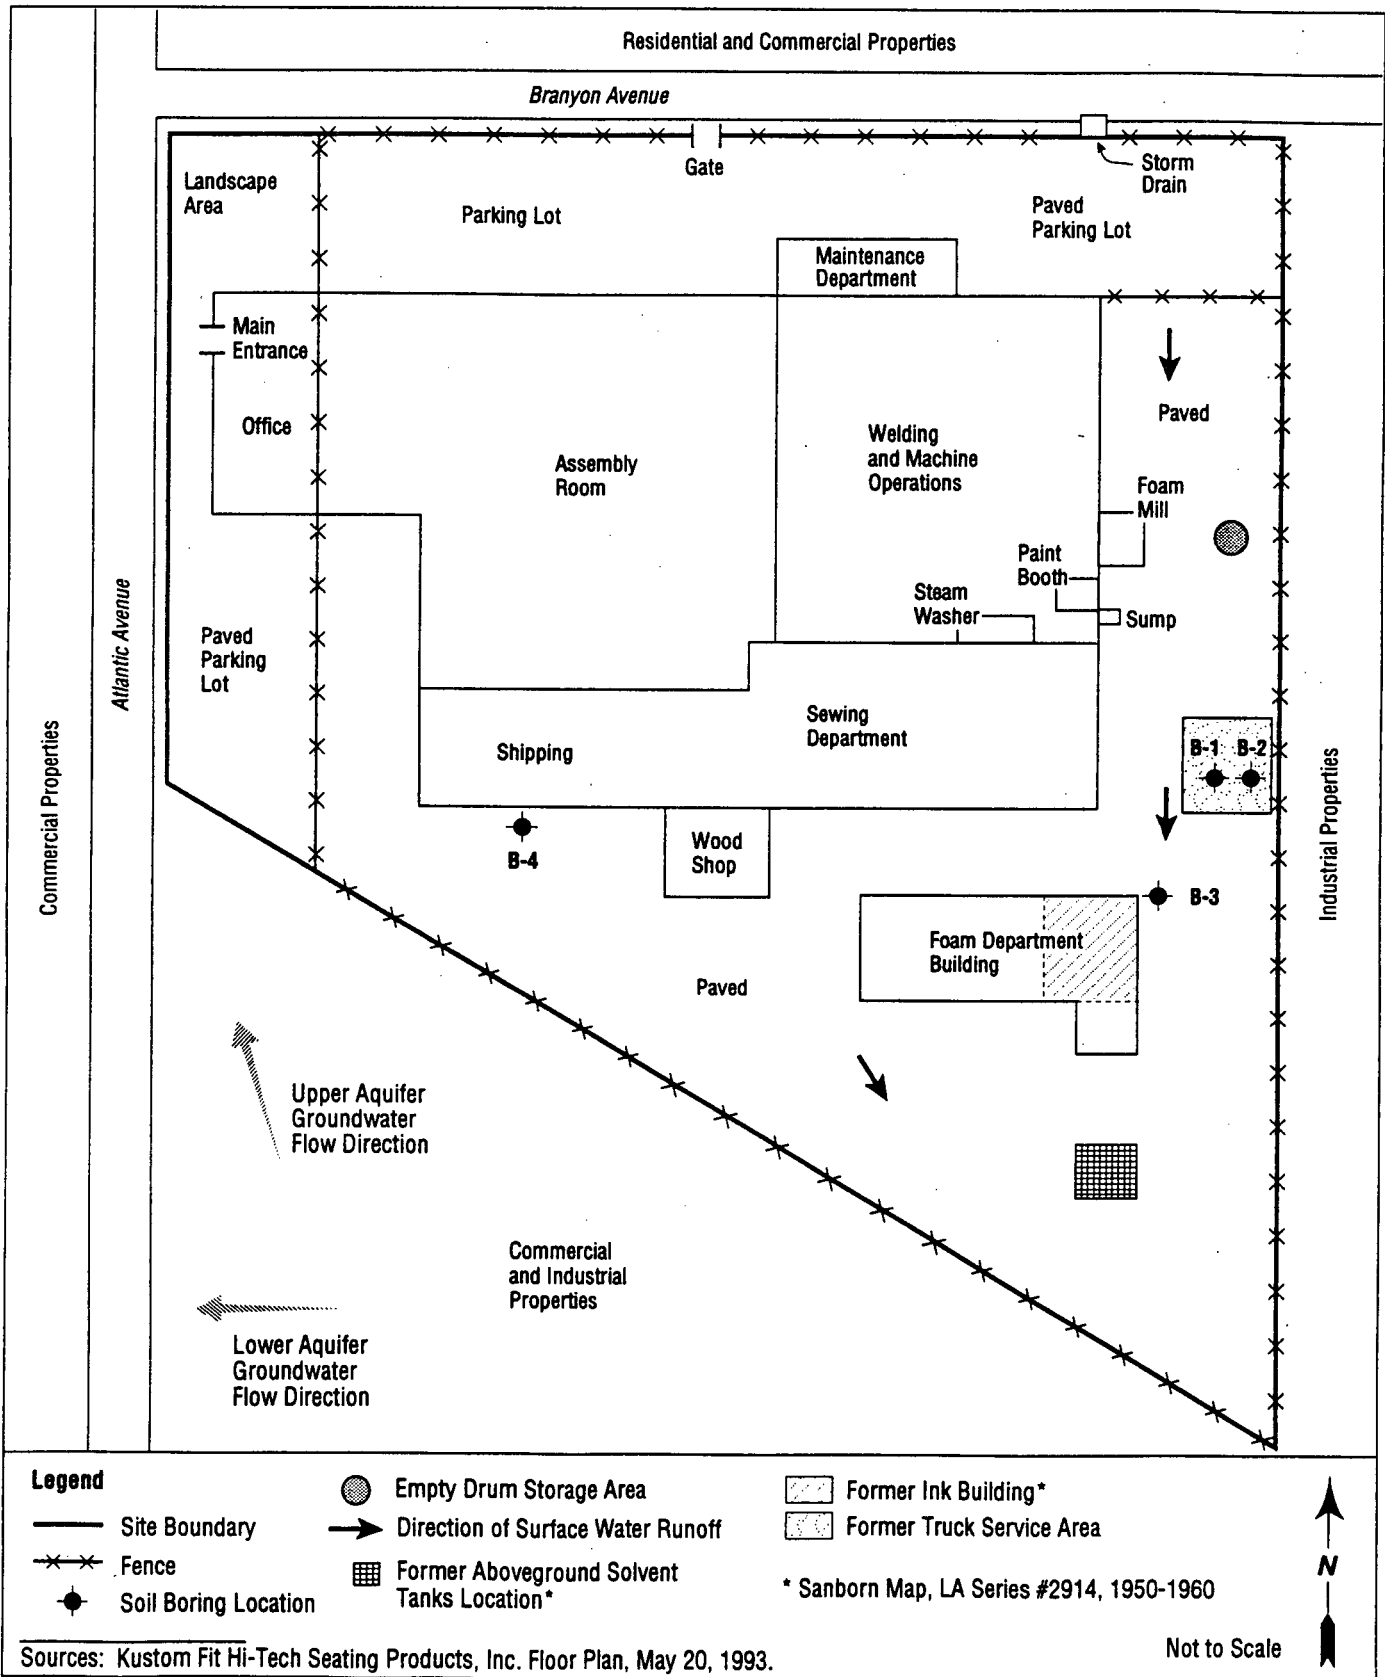 Residential and Commercial Properties
Branyon Avenue
Gate
Storm
Drain
Landscape
Area
Parking Lot
Paved
Parking Lot
Maintenance
Department
Main
Entrance
Office
Assembly
Room
Welding
and Machine
Operations
Paved
Foam
Mill
Paint
Booth
Steam
Washer
Sump
Atlantic Avenue
Paved
Parking
Lot
Commercial Properties
Shipping
Sewing
Department
B-1
B-2
Industrial Properties
B-4
Wood
Shop
B-3
Foam Department
Building
Paved
Upper Aquifer
Groundwater
Flow Direction
Commercial
and Industrial
Properties
Lower Aquifer
Groundwater
Flow Direction
Legend
Site Boundary
Fence
Soil Boring Location
Empty Drum Storage Area
Direction of Surface Water Runoff
Former Aboveground Solvent
Tanks Location*
Former Ink Building*
Former Truck Service Area
* Sanborn Map, LA Series #2914, 1950-1960
N
Not to Scale
Sources: Kustom Fit Hi-Tech Seating Products, Inc. Floor Plan, May 20, 1993.